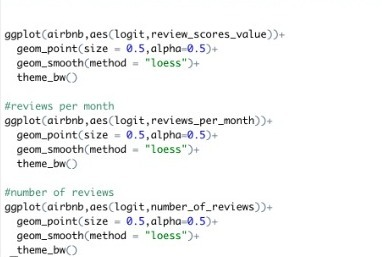 ggplot(airbnb,aes(logit,review_scores_value))+
geom_point(size = 0.5,alpha=0.5)+
geom_smooth(method = "loess")+
theme_bw()
#reviews per month
ggplot(airbnb,aes(logit,reviews_per_month))+
geom_point(size = 0.5,alpha=0.5)+
geom_smooth(method = "loess")+
theme_bw()
#number of reviews
ggplot(airbnb,aes(logit,number_of_reviews))+
geom_point(size = 0.5,alpha=0.5)+
geom_smooth(method = "loess")+
theme_bw()